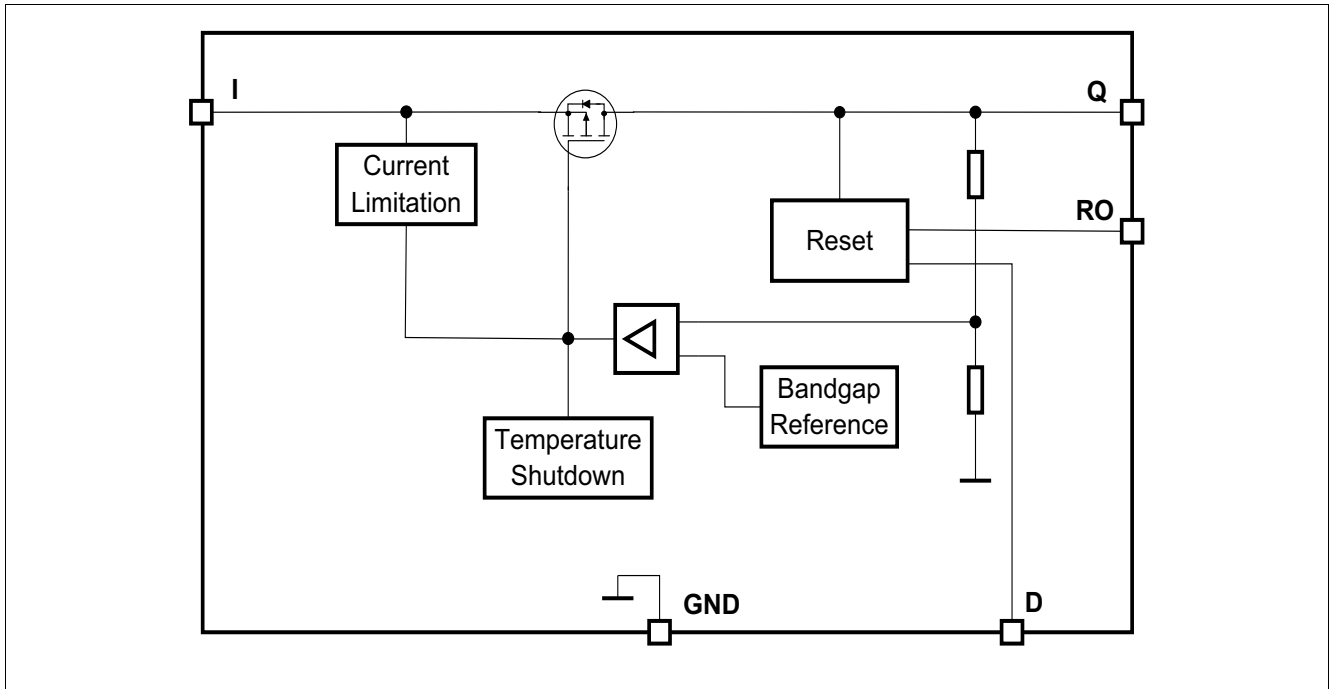 I
Q
Current
Limitation
RO
Reset
Bandgap
Reference
Temperature
Shutdown
GND
D